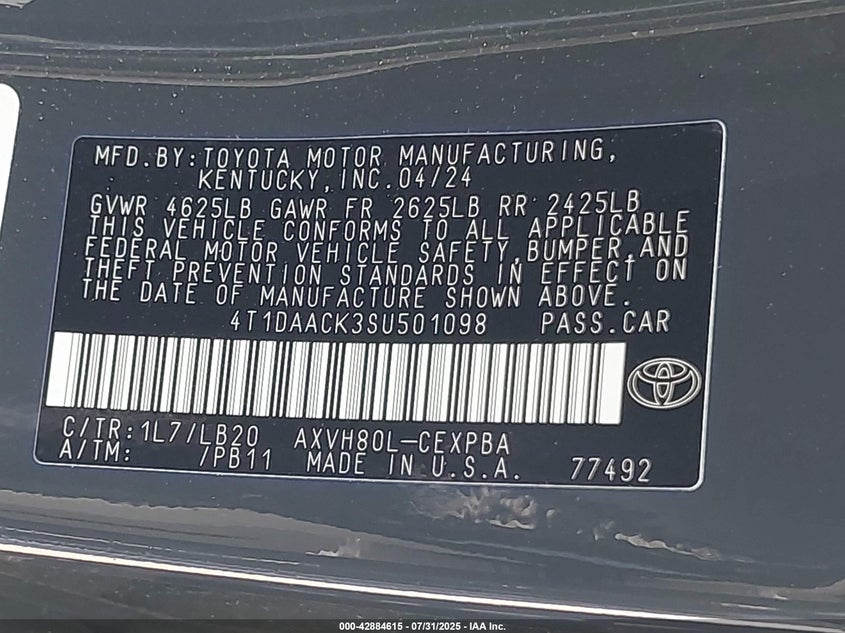 MFD.BY:TOYOTA MOTOR MANUFACTURING,
KENTUCKY,INC.04/24
GVWR 4625LB GAWR FR 2625LB RR 2425LB
THIS VEHICLE CONFORMS TO ALL APPLICABLE
FEDERAL MOTOR VEHICLE SAFETY,BUMPER,AND
THEFT PREVENTION STANDARDS IN EFFECT ON
THE DATE OF MANUFACTURE SHOWN ABOVE.
4T1DAACK3SU501098 PASS.CAR
C/TR:1L7/LB20 AXVH80L-CEXPBA
A/TM: /PB11 MADE IN U.S.A. 77492
000-42884615 - 07/31/2025 - IAA Inc.